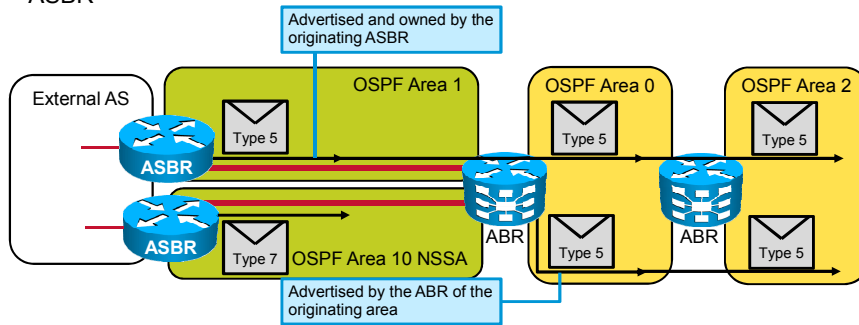 ASBR
Advertised and owned by the
originating ASBR
External AS
OSPF Area 1
OSPF Area 0
OSPF Area 2
Type 5
Type 5
Type 5
ASBR
ASBR
ABR
ABR
Type 7
OSPF Area 10 NSSA
Type 5
Type 5
Advertised by the ABR of the
originating area